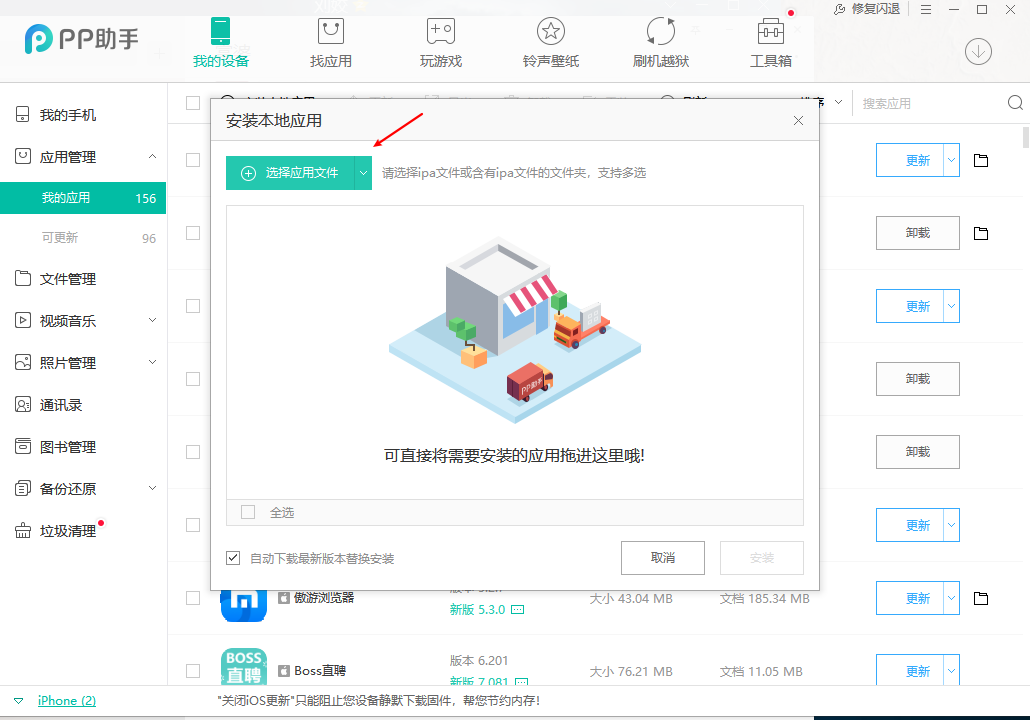 PP助手
修复闪退
我的设备
找应用
玩游戏
铃声壁纸
刷机越狱
工具箱
我的手机
应用管理
我的应用 156
可更新 96
文件管理
视频音乐
照片管理
通讯录
图书管理
备份还原
垃圾清理
搜索应用
安装本地应用
选择应用文件
请选择ipa文件或含有ipa文件的文件夹，支持多选
PP助手
可直接将需要安装的应用拖进这里哦!
全选
自动下载最新版本替换安装
取消
安装
更新
卸载
更新
卸载
卸载
更新
傲游浏览器
新版 5.3.0
大小 43.04 MB
文档 185.34 MB
更新
BOSS
直聘
Boss直聘
版本 6.201
新版 7.081
大小 76.21 MB
文档 11.05 MB
更新
iPhone (2)
"关闭iOS更新"只能阻止您设备静默下载固件，帮您节约内存!